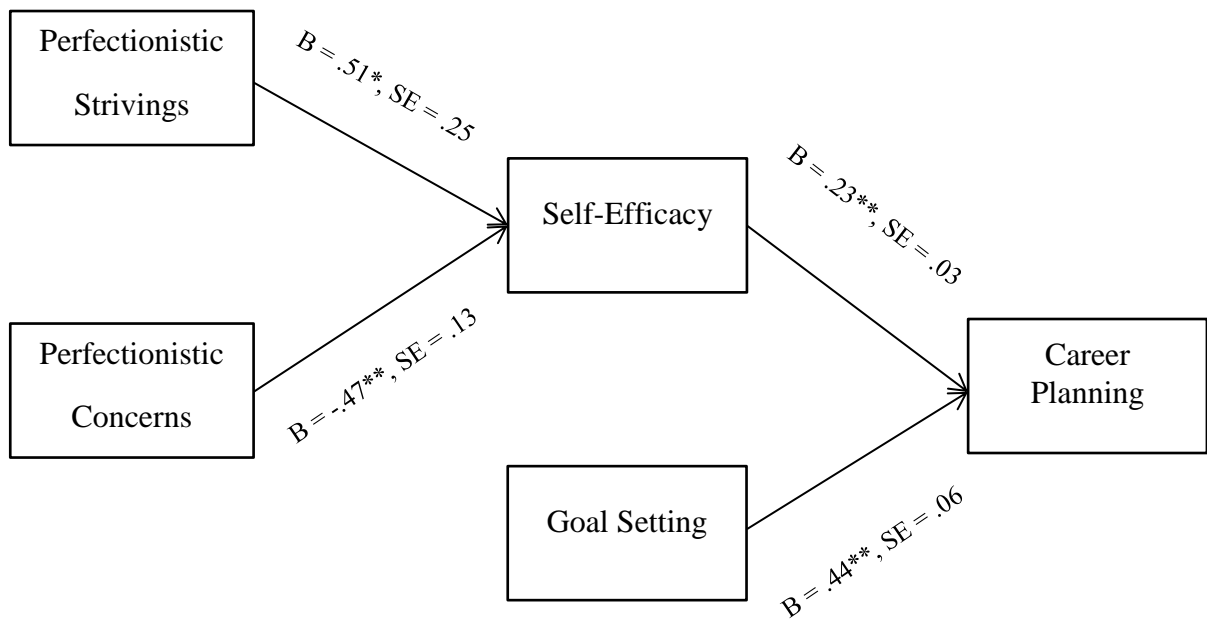 Perfectionistic
Strivings
B = .51*, SE = .25
Self-Efficacy
B = .23**, SE = .03
Perfectionistic
Concerns
B = -.47** , SE = .13
Career
Planning
Goal Setting
B = .44** , SE = .06